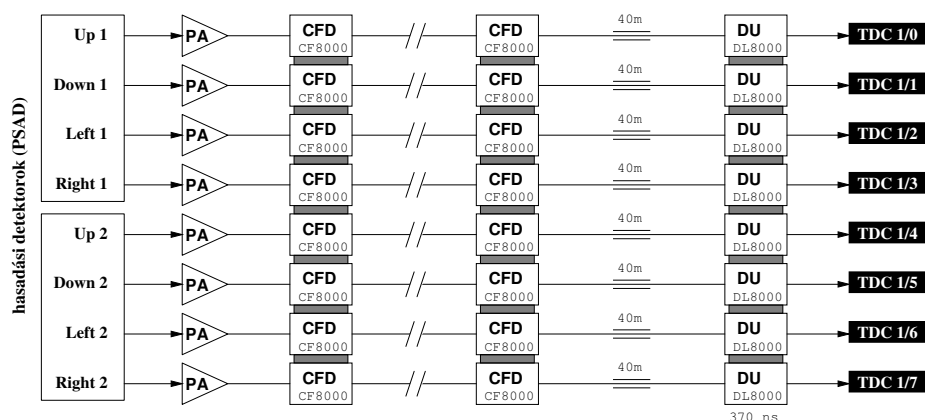 hasadási detektorok (PSAD)
Up 1 PA CFD CF8000 CFD CF8000 40m DU DL8000 TDC 1/0
Down 1 PA CFD CF8000 CFD CF8000 40m DU DL8000 TDC 1/1
Left 1 PA CFD CF8000 CFD CF8000 40m DU DL8000 TDC 1/2
Right 1 PA CFD CF8000 CFD CF8000 40m DU DL8000 TDC 1/3
Up 2 PA CFD CF8000 CFD CF8000 40m DU DL8000 TDC 1/4
Down 2 PA CFD CF8000 CFD CF8000 40m DU DL8000 TDC 1/5
Left 2 PA CFD CF8000 CFD CF8000 40m DU DL8000 TDC 1/6
Right 2 PA CFD CF8000 CFD CF8000 40m DU DL8000 TDC 1/7
370 ns